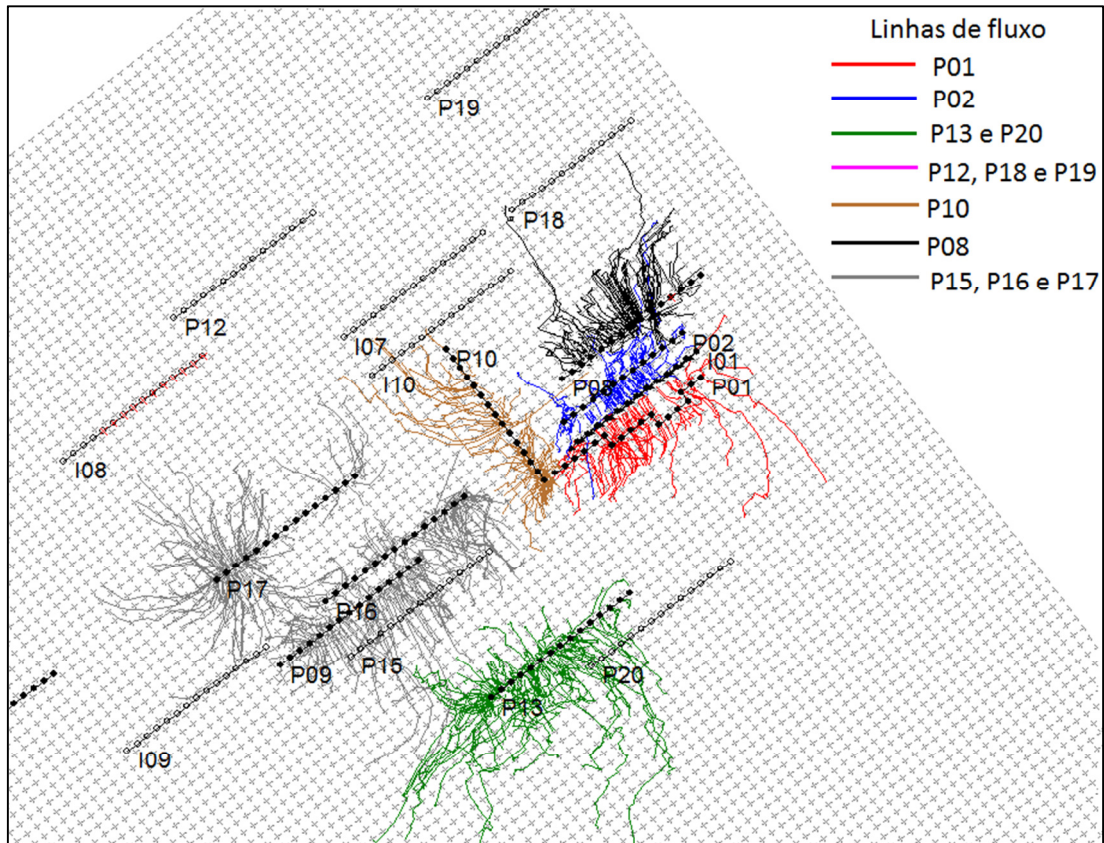 Linhas de fluxo
P01
P02
P13 e P20
P12, P18 e P19
P10
P08
P15, P16 e P17
P19
P18
P12
I07
P10
I10
P02
I01
P08
P01
I08
P17
P16
P09
P15
P20
P13
I09